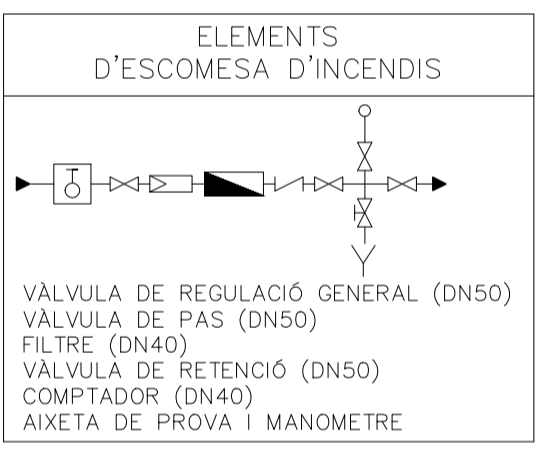 ELEMENTS
D'ESCOMESA D'INCENDIS
VÀLVULA DE REGULACIÓ GENERAL (DN50)
VÀLVULA DE PAS (DN50)
FILTRE (DN40)
VÀLVULA DE RETENCIÓ (DN50)
COMPTADOR (DN40)
AIXETA DE PROVA I MANOMETRE